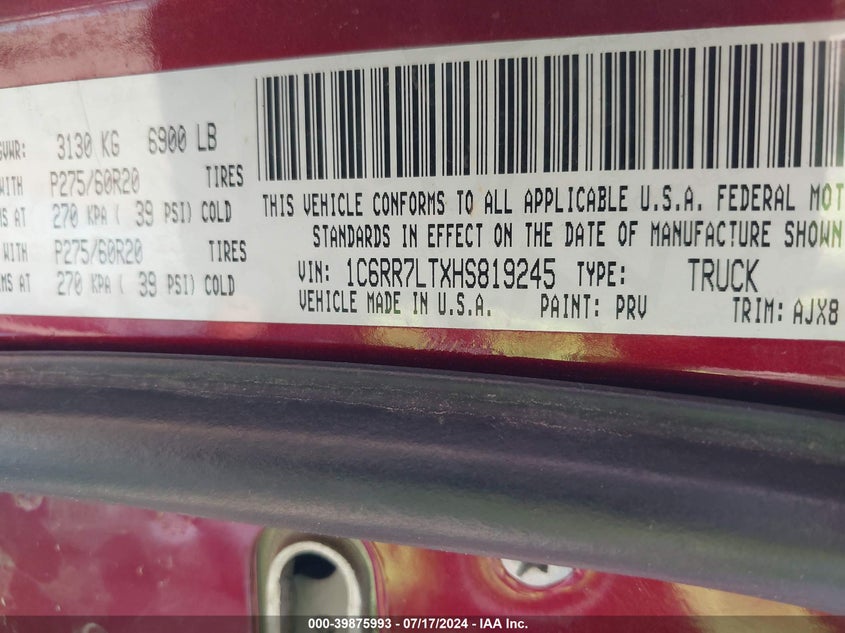 GVWR: 3130 KG 6900 LB
WITH P275/60R20 TIRES
AT 270 KPA ( 39 PSI) COLD
WITH P275/60R20 TIRES
AT 270 KPA ( 39 PSI) COLD
THIS VEHICLE CONFORMS TO ALL APPLICABLE U.S.A. FEDERAL MOT
STANDARDS IN EFFECT ON THE DATE OF MANUFACTURE SHOWN
VIN: 1C6RR7LTXHS819245 TYPE: TRUCK
VEHICLE MADE IN U.S.A. PAINT: PRV TRIM: AJX8
000-39875993 - 07/17/2024 - IAA Inc.